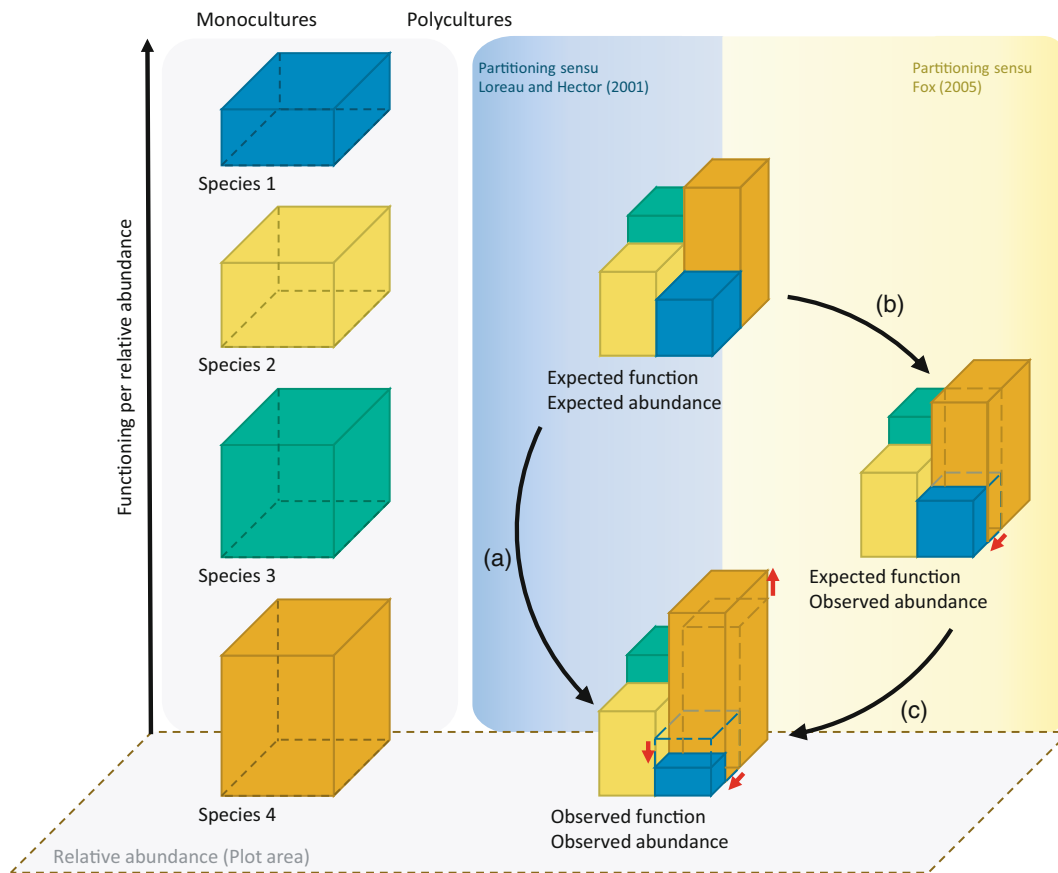 Monocultures
Polycultures
Functioning per relative abundance
Partitioning sensu
Loreau and Hector (2001)
Partitioning sensu
Fox (2005)
Species 1
Species 2
Species 3
Species 4
Expected function
Expected abundance
(b)
(a)
Expected function
Observed abundance
(c)
Observed function
Observed abundance
Relative abundance (Plot area)